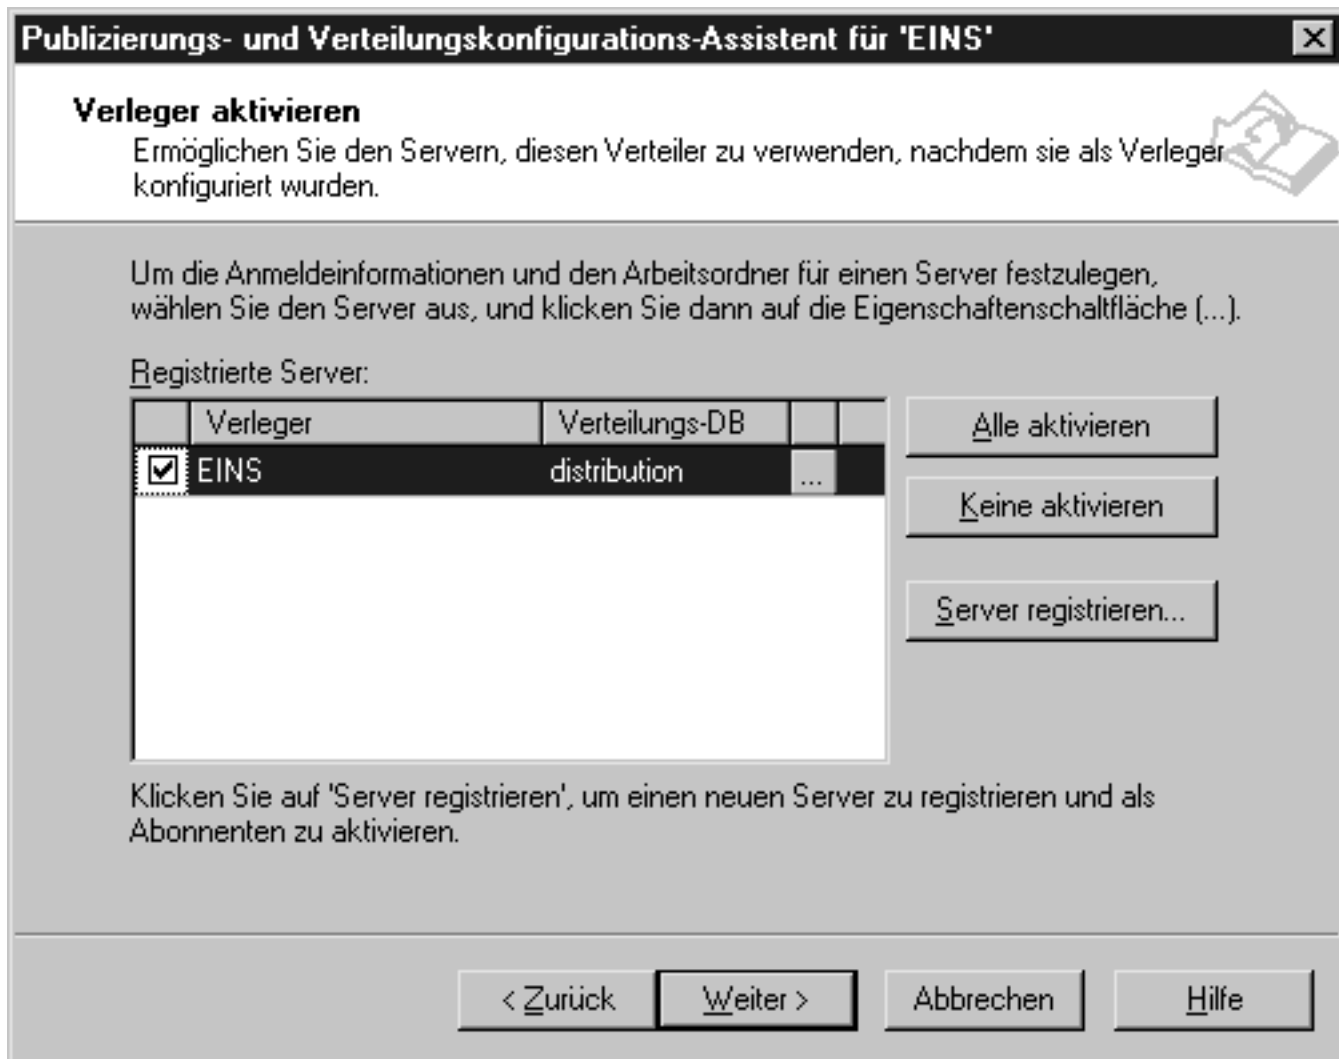 Publizierungs- und Verteilungskonfigurations-Assistent für 'EINS'
Verleger aktivieren
Ermöglichen Sie den Servern, diesen Verteiler zu verwenden, nachdem sie als Verleger
konfiguriert wurden.
Um die Anmeldeinformationen und den Arbeitsordner für einen Server festzulegen,
wählen Sie den Server aus, und klicken Sie dann auf die Eigenschaftenschaltfläche (...).
Registrierte Server:
Verleger Verteilungs-DB
EINS distribution ...
Alle aktivieren
Keine aktivieren
Server registrieren...
Klicken Sie auf 'Server registrieren', um einen neuen Server zu registrieren und als
Abonnenten zu aktivieren.
< Zurück Weiter > Abbrechen Hilfe